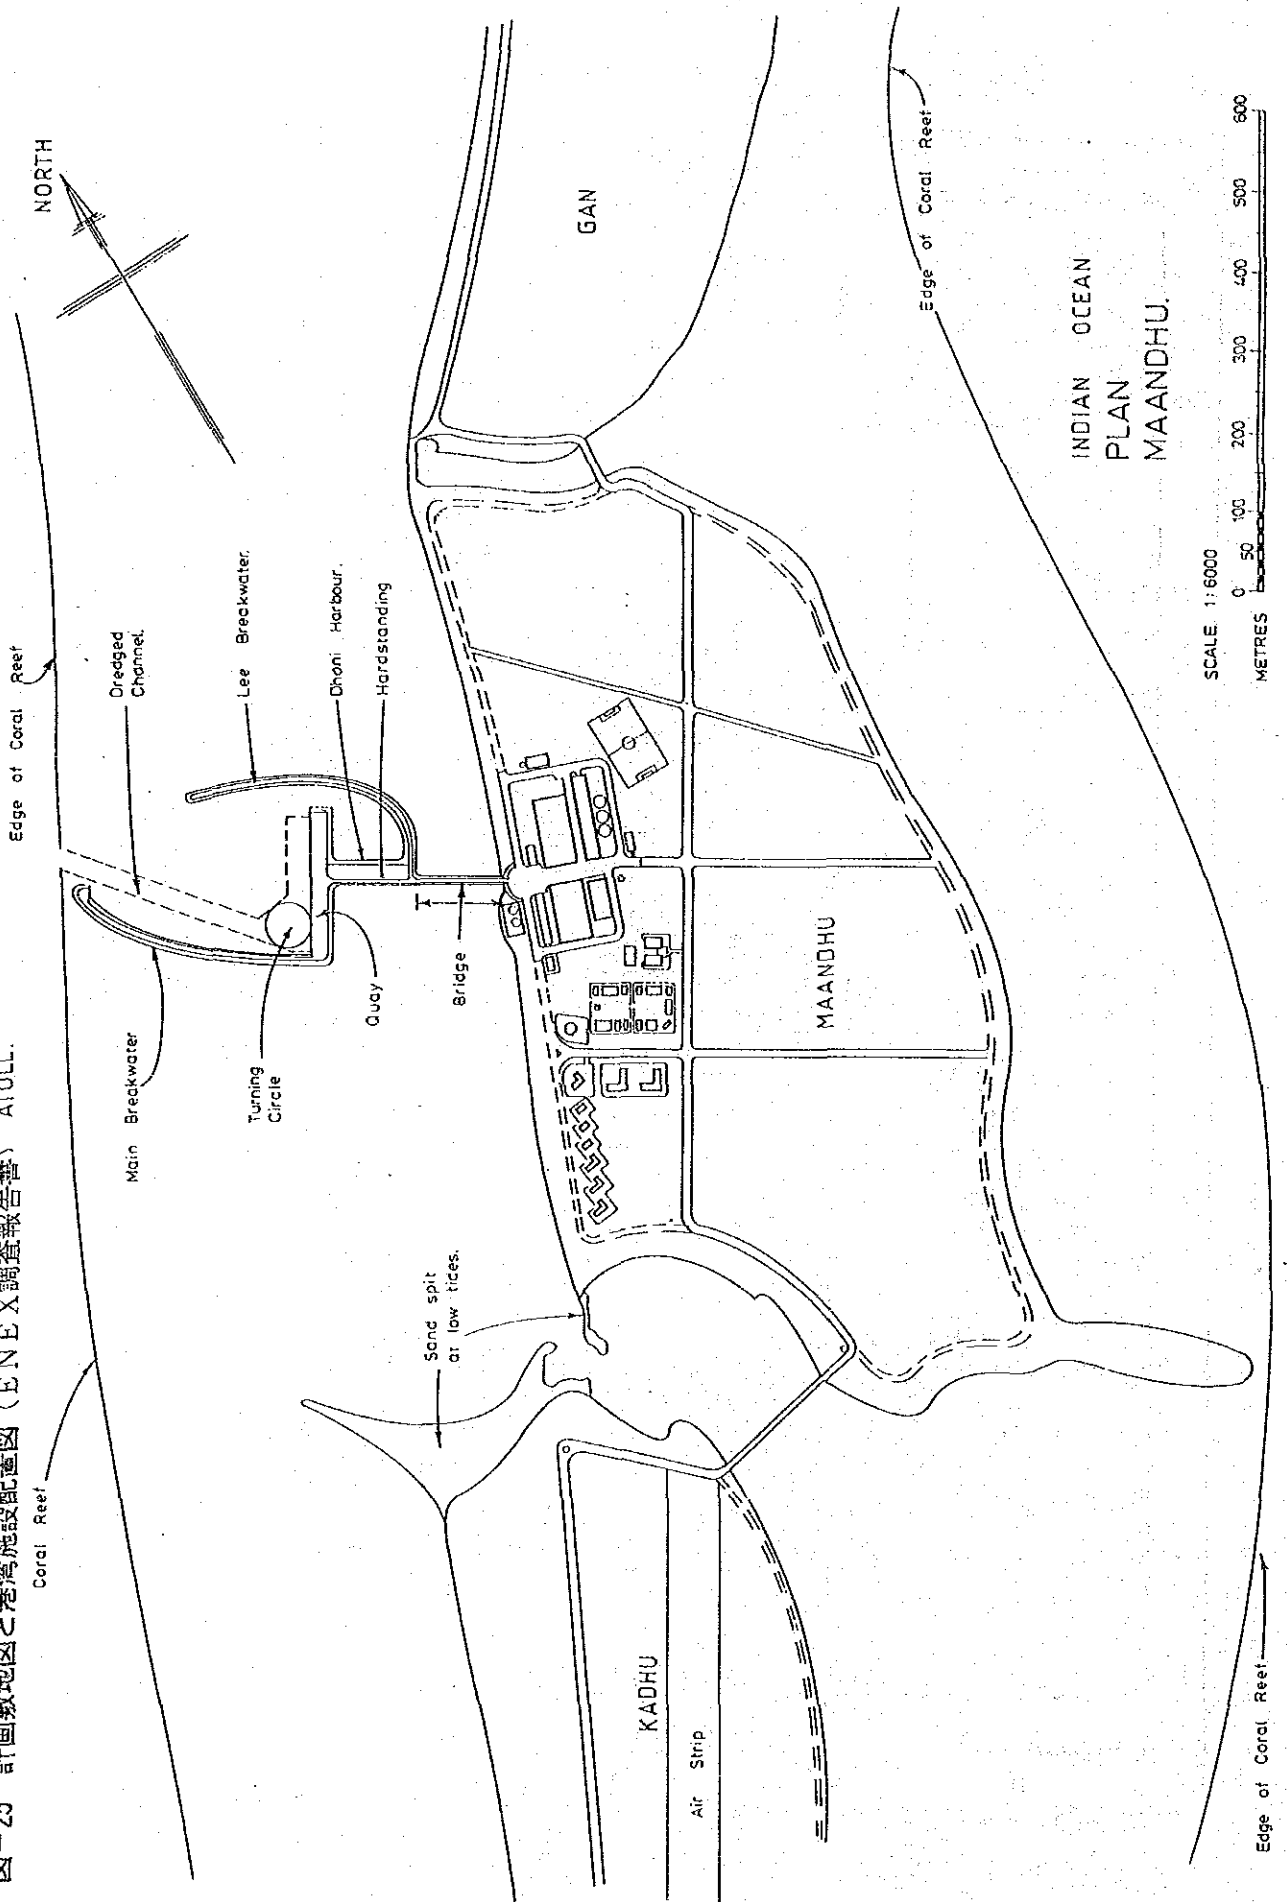 図-25 計画敷地図と港湾施設配置図(ENEX調査報告書) ATOLL.
Coral Reef
Edge of Coral Reef
NORTH
Main Breakwater
Dredged
Channel.
Lee Breakwater.
Turning
Circle
Dhoni Harbour.
Hardstanding
Quay
Bridge
Sand spit
at low tides.
GAN
KADHU
Air Strip
MAANDHU
Edge of Coral Reef
INDIAN OCEAN
PLAN
MAANDHU.
SCALE 1:6000
0 50 100 200 300 400 500 600
METRES
Edge of Coral Reef